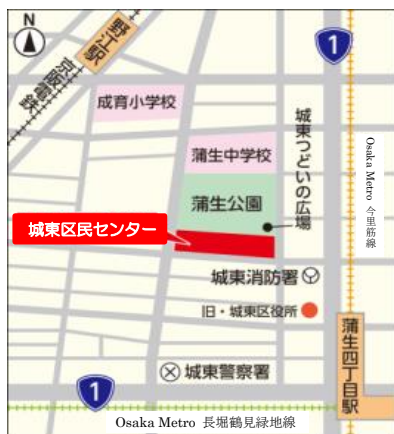 N
野江駅
京阪電鉄
1
成育小学校
蒲生中学校
城東つどいの広場
Osaka Metro 今里筋線
蒲生公園
城東区民センター
城東消防署
旧・城東区役所
蒲生四丁目駅
城東警察署
1
Osaka Metro 長堀鶴見緑地線